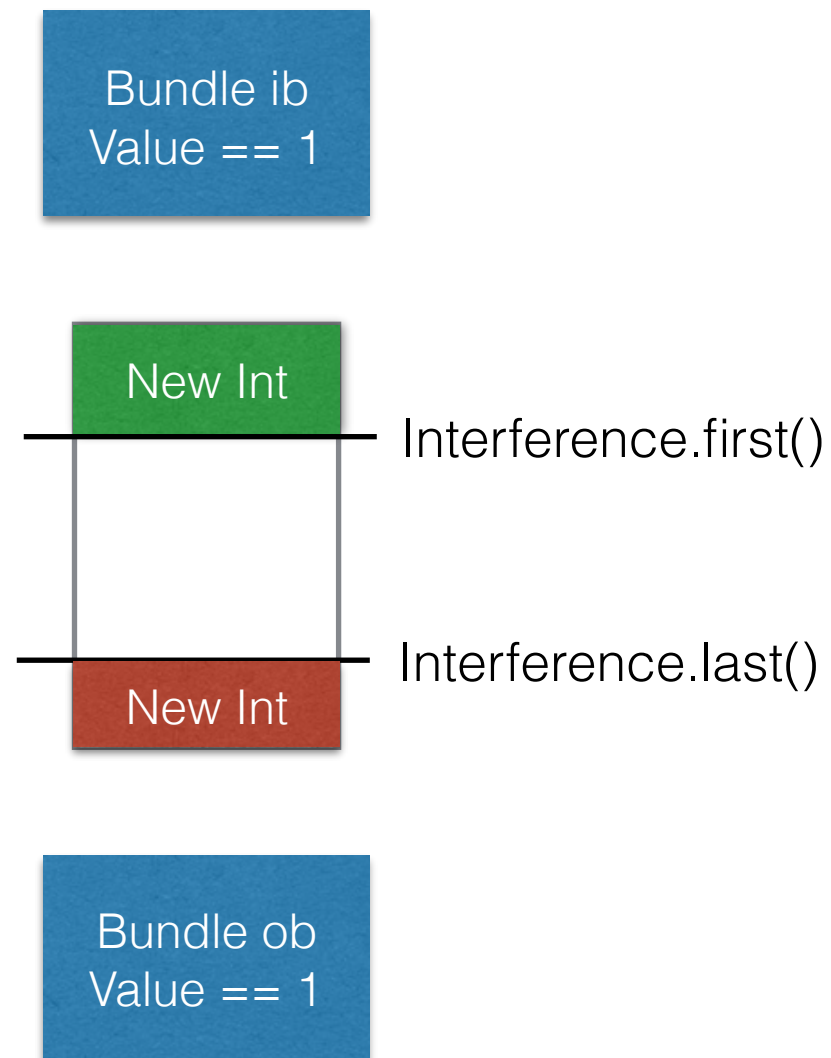 Bundle ib
Value == 1
New Int
Interference.first()
Interference.last()
New Int
Bundle ob
Value == 1